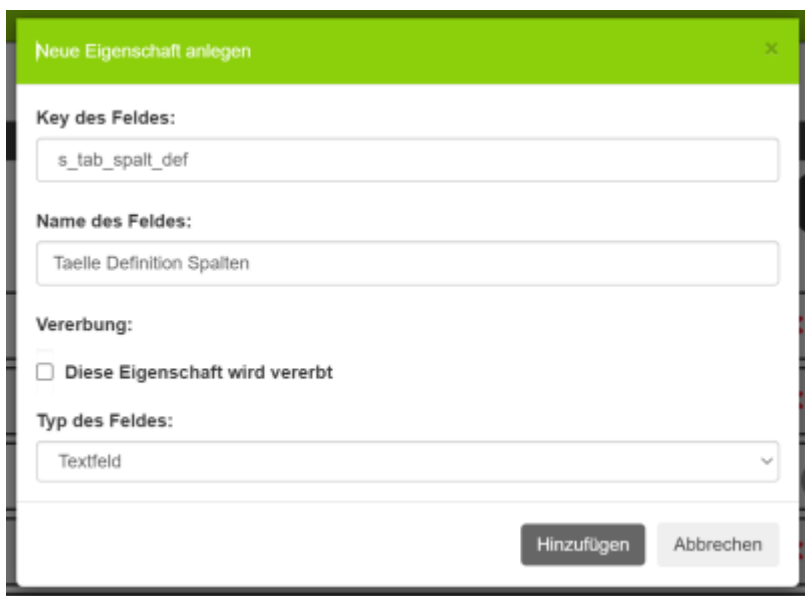 Neue Eigenschaft anlegen ×
Key des Feldes:
s_tab_spalt_def
Name des Feldes:
Taelle Definition Spalten
Vererbung:
Diese Eigenschaft wird vererbt
Typ des Feldes:
Textfeld
Hinzufügen Abbrechen